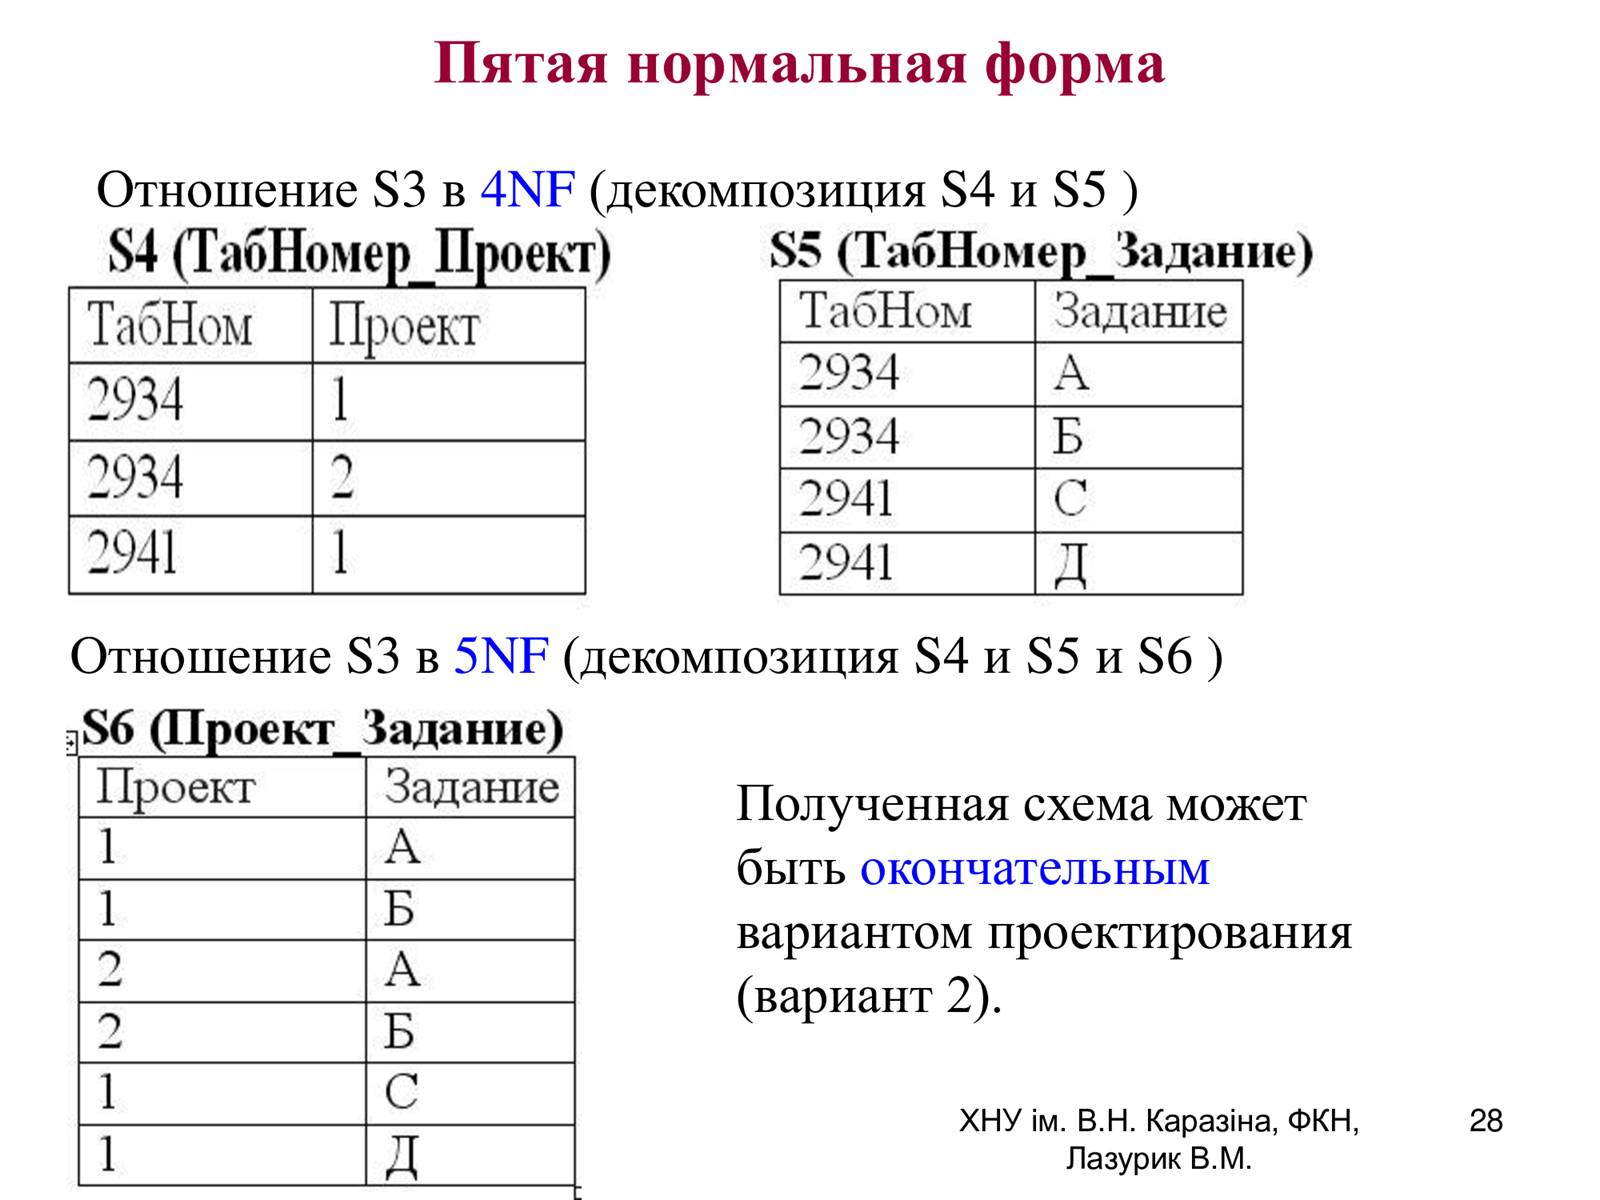 Пятая нормальная форма
Отношение S3 в 4NF (декомпозиция S4 и S5 )
S4 (ТабНомер_Проект)
ТабНом Проект
2934 1
2934 2
2941 1
S5 (ТабНомер_Задание)
ТабНом Задание
2934 А
2934 Б
2941 С
2941 Д
Отношение S3 в 5NF (декомпозиция S4 и S5 и S6 )
S6 (Проект_Задание)
Проект Задание
1 А
1 Б
2 А
2 Б
1 С
1 Д
Полученная схема может
быть окончательным
вариантом проектирования
(вариант 2).
ХНУ ім. В.Н. Каразіна, ФКН,
Лазурик В.М.
28